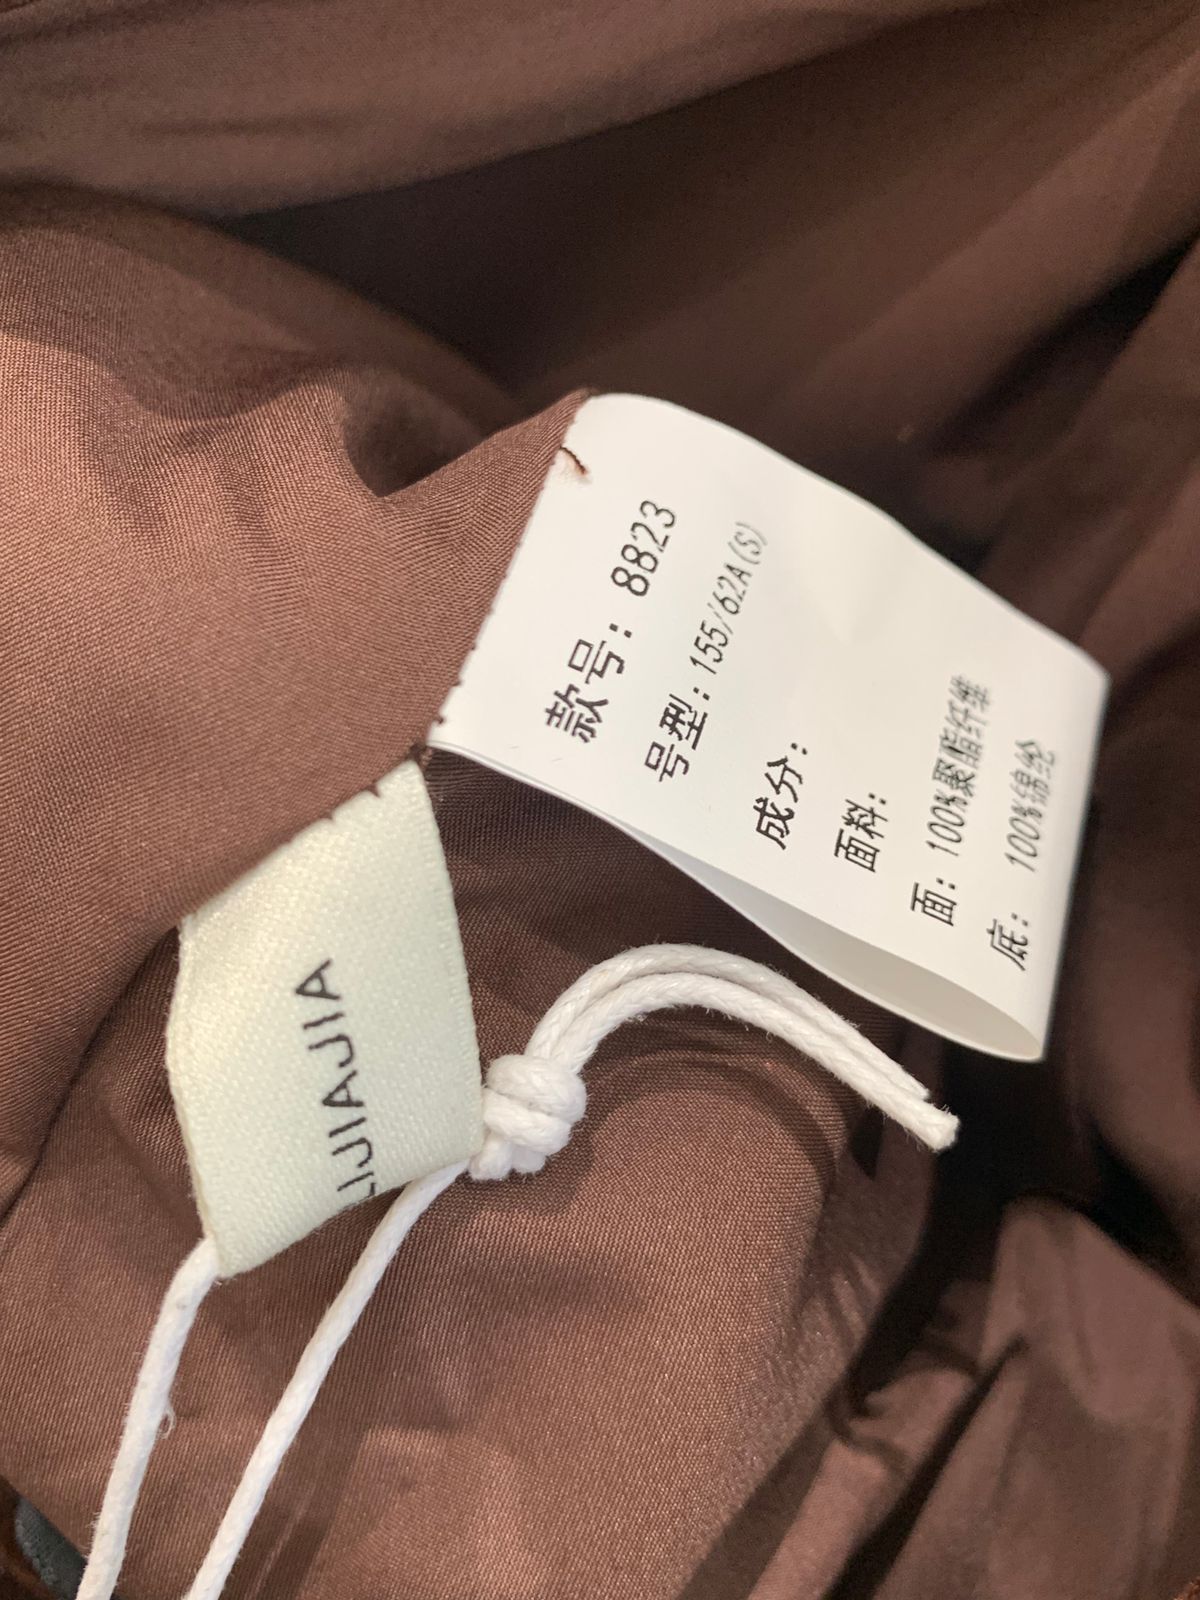 款号：8823
号型：155/62A(S)
成分：
面料：
面：100%聚酯纤维
底：100%锦纶
LIJIAJIA